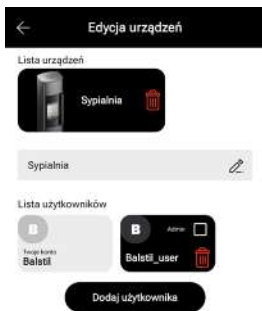 Edycja urządzeń
Lista urządzeń
Sypialnia
Sypialnia
Lista użytkowników
B
Twoje konto
Balstil
B
Admin
Balstil_user
Dodaj użytkownika